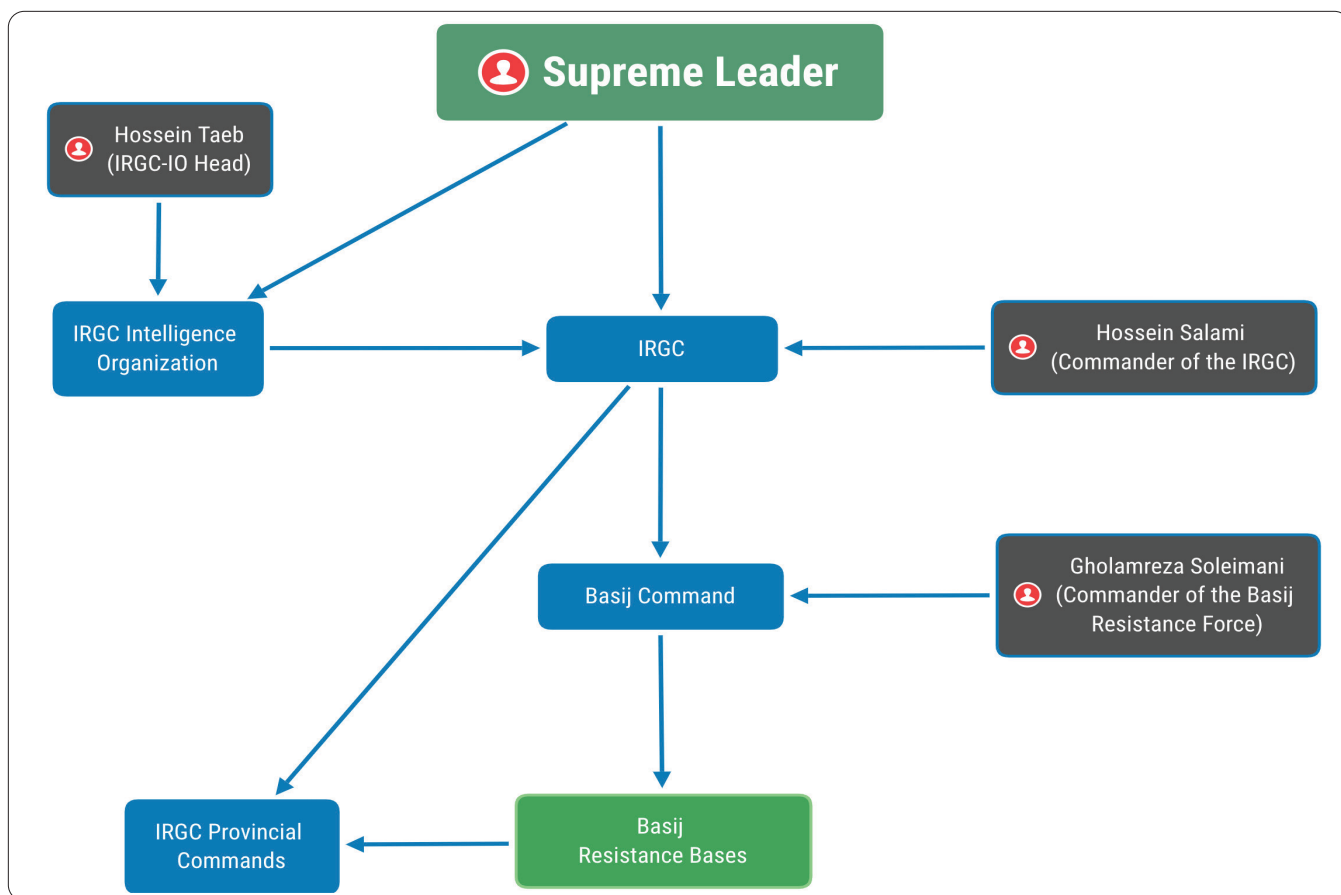 Supreme Leader
Hossein Taeb
(IRGC-IO Head)
IRGC Intelligence
Organization
IRGC
Hossein Salami
(Commander of the IRGC)
Basij Command
Gholamreza Soleimani
(Commander of the Basij
Resistance Force)
IRGC Provincial
Commands
Basij
Resistance Bases